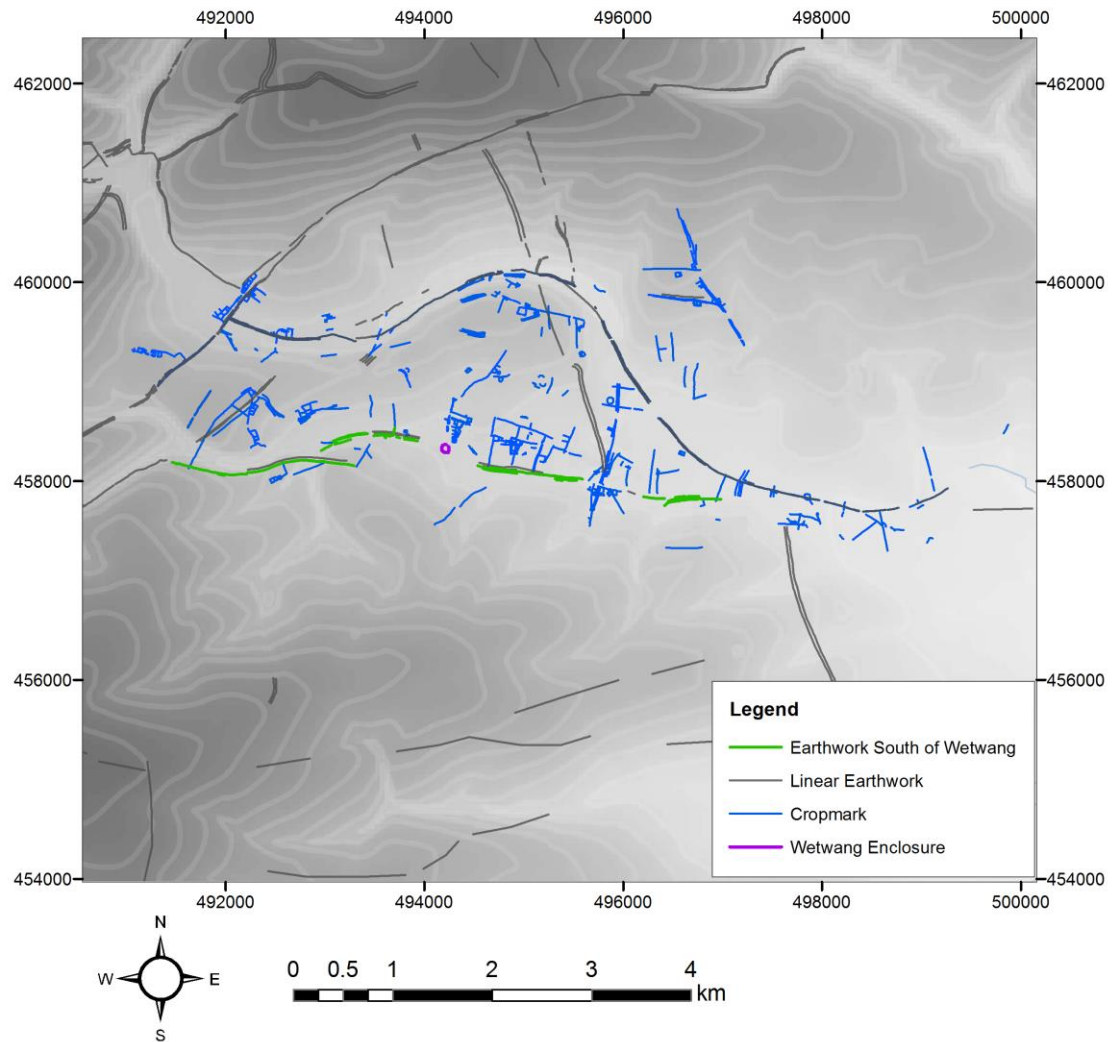 492000 494000 496000 498000 500000
462000 462000
460000 460000
458000 458000
456000 456000
Legend
Earthwork South of Wetwang
Linear Earthwork
Cropmark
Wetwang Enclosure
454000 454000
492000 494000 496000 498000 500000
N
W E
S
0 0.5 1 2 3 4
km